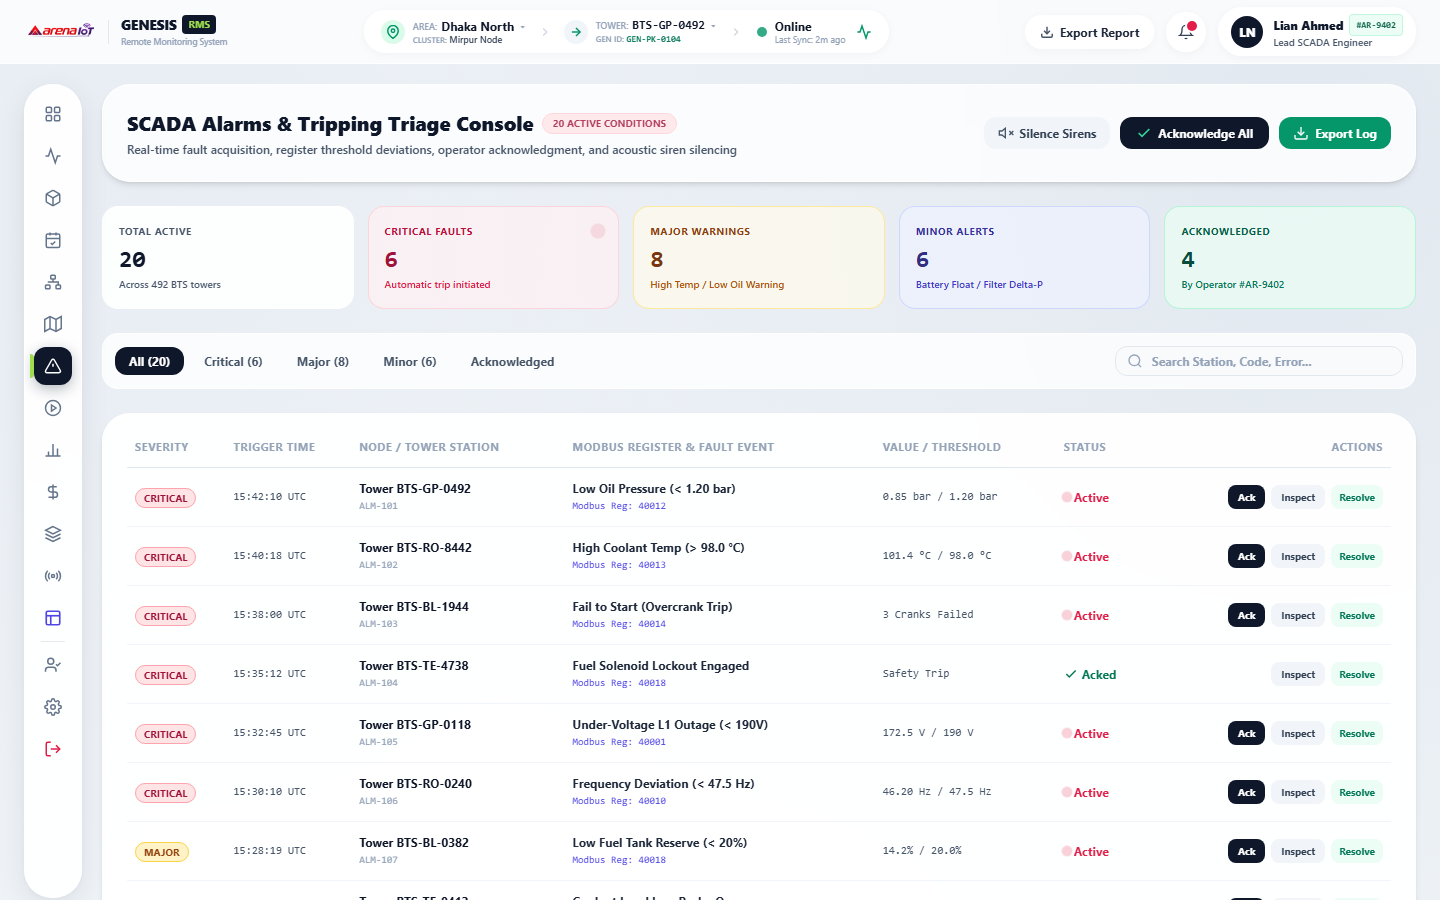 arenaIoT
GENESIS RMS
Remote Monitoring System
AREA: Dhaka North
CLUSTER: Mirpur Node
TOWER: BTS-GP-0492
GEN ID: GEN-PK-0104
Online
Last Sync: 2m ago
Export Report
LN
Lian Ahmed #AR-9402
Lead SCADA Engineer
SCADA Alarms & Tripping Triage Console 20 ACTIVE CONDITIONS
Real-time fault acquisition, register threshold deviations, operator acknowledgment, and acoustic siren silencing
Silence Sirens
Acknowledge All
Export Log
TOTAL ACTIVE
20
Across 492 BTS towers
CRITICAL FAULTS
6
Automatic trip initiated
MAJOR WARNINGS
8
High Temp / Low Oil Warning
MINOR ALERTS
6
Battery Float / Filter Delta-P
ACKNOWLEDGED
4
By Operator #AR-9402
All (20) Critical (6) Major (8) Minor (6) Acknowledged
Search Station, Code, Error...
SEVERITY TRIGGER TIME NODE / TOWER STATION MODBUS REGISTER & FAULT EVENT VALUE / THRESHOLD STATUS ACTIONS
CRITICAL 15:42:10 UTC Tower BTS-GP-0492 Low Oil Pressure (< 1.20 bar) 0.85 bar / 1.20 bar Active Ack Inspect Resolve
ALM-101 Modbus Reg: 40012
CRITICAL 15:40:18 UTC Tower BTS-RO-8442 High Coolant Temp (> 98.0 °C) 101.4 °C / 98.0 °C Active Ack Inspect Resolve
ALM-102 Modbus Reg: 40013
CRITICAL 15:38:00 UTC Tower BTS-BL-1944 Fail to Start (Overcrank Trip) 3 Cranks Failed Active Ack Inspect Resolve
ALM-103 Modbus Reg: 40014
CRITICAL 15:35:12 UTC Tower BTS-TE-4738 Fuel Solenoid Lockout Engaged Safety Trip Acked Inspect Resolve
ALM-104 Modbus Reg: 40018
CRITICAL 15:32:45 UTC Tower BTS-GP-0118 Under-Voltage L1 Outage (< 190V) 172.5 V / 190 V Active Ack Inspect Resolve
ALM-105 Modbus Reg: 40001
CRITICAL 15:30:10 UTC Tower BTS-RO-0240 Frequency Deviation (< 47.5 Hz) 46.20 Hz / 47.5 Hz Active Ack Inspect Resolve
ALM-106 Modbus Reg: 40010
MAJOR 15:28:19 UTC Tower BTS-BL-0382 Low Fuel Tank Reserve (< 20%) 14.2% / 20.0% Active Ack Inspect Resolve
ALM-107 Modbus Reg: 40018